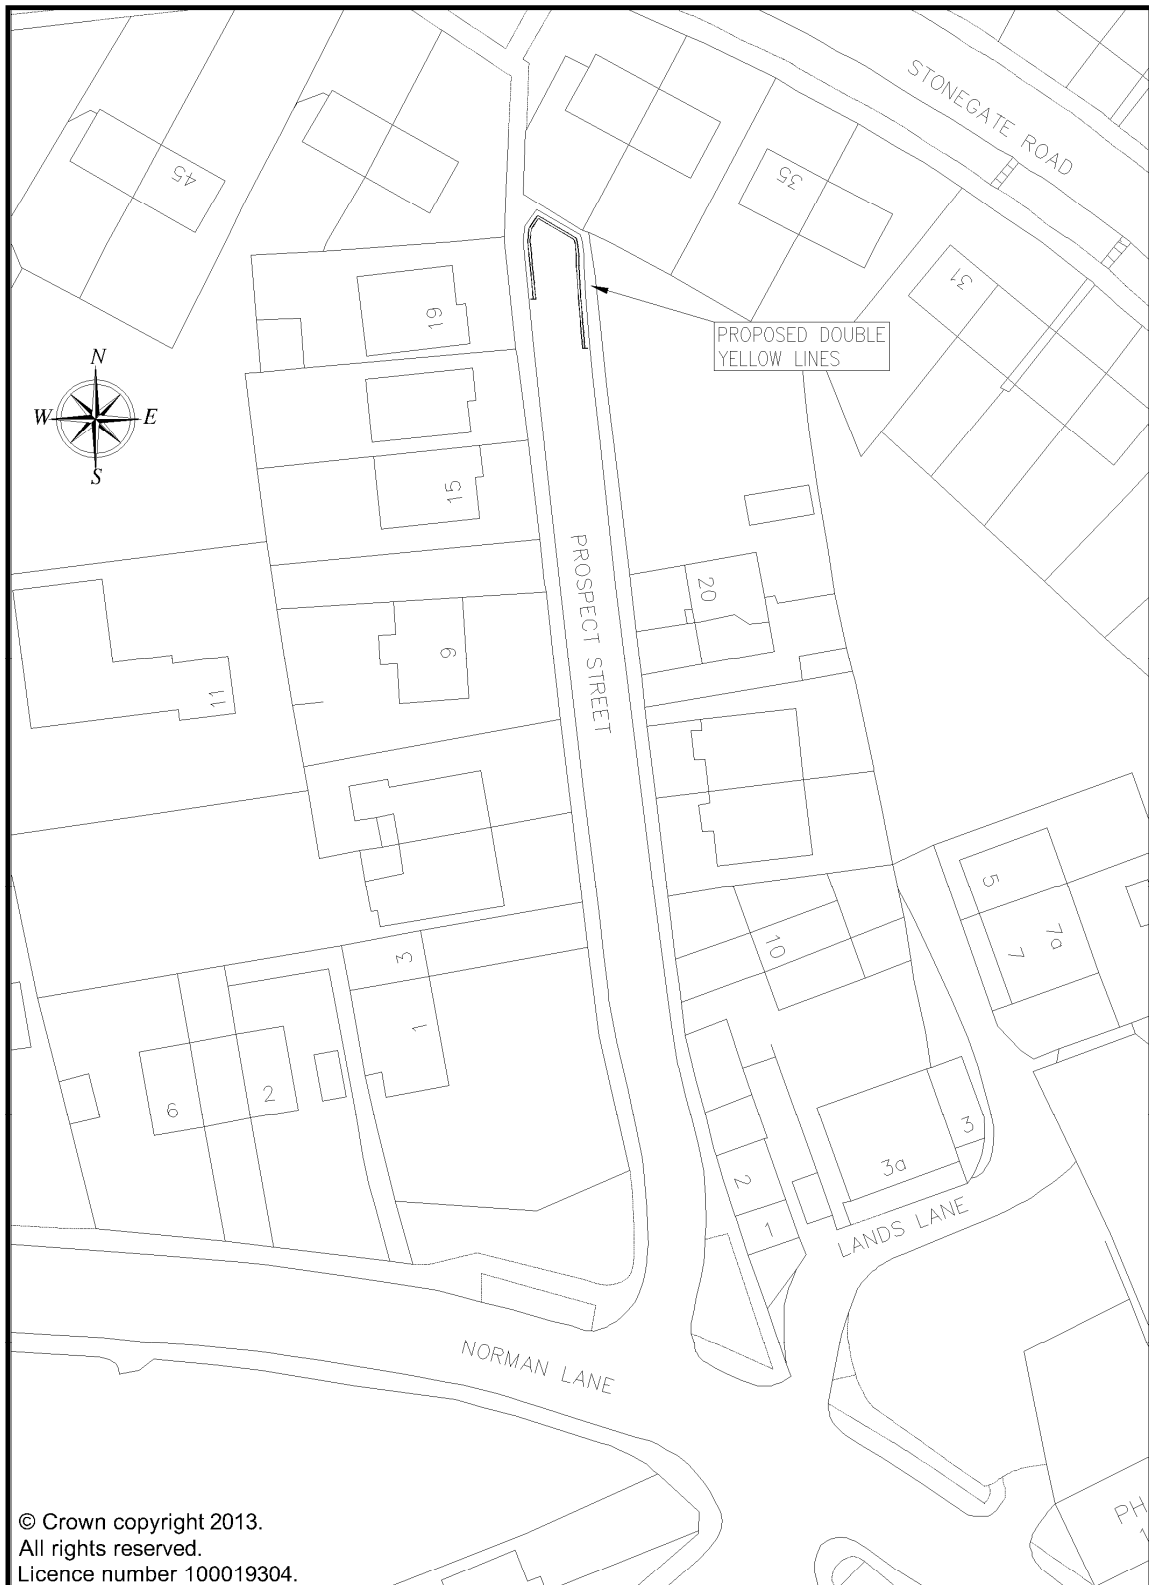 STONEGATE ROAD
45
35
31
19
PROPOSED DOUBLE
YELLOW LINES
N
W
E
S
15
PROSPECT STREET
20
9
11
5
7a
7
10
3
1
2
6
3
3a
2
1
LANDS LANE
NORMAN LANE
PH
© Crown copyright 2013.
All rights reserved.
Licence number 100019304.